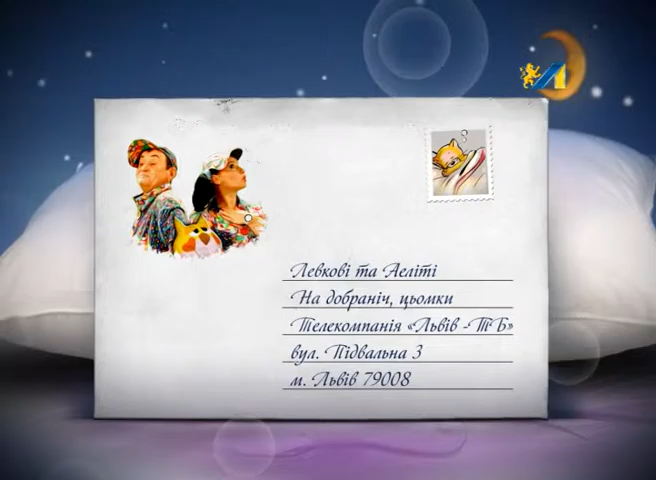 Левкові та Аеліті
На добраніч, цьомки
Телекомпанія «Львів -ТБ»
вул. Підвальна 3
м. Львів 79008